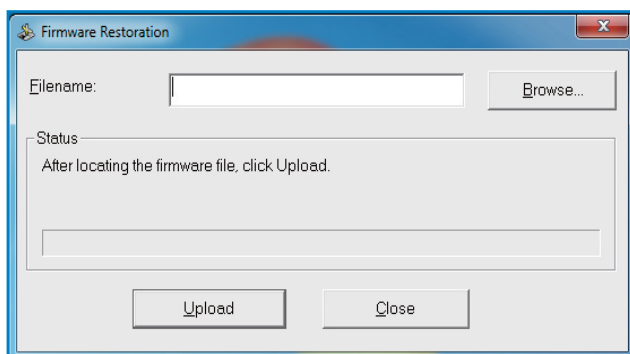 Firmware Restoration
X
Filename:
Browse...
Status
After locating the firmware file, click Upload.
Upload
Close